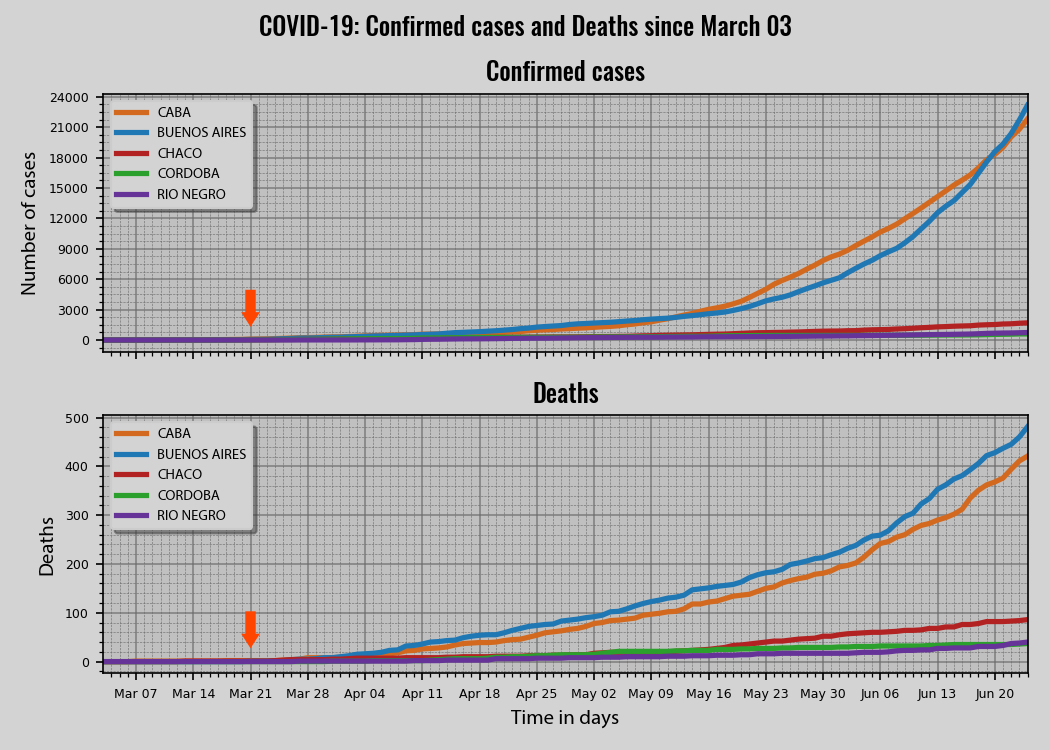 COVID-19: Confirmed cases and Deaths since March 03
Confirmed cases
24000
21000
18000
15000
12000
9000
6000
3000
0
Number of cases
CABA
BUENOS AIRES
CHACO
CORDOBA
RIO NEGRO
Deaths
500
400
300
200
100
0
Deaths
CABA
BUENOS AIRES
CHACO
CORDOBA
RIO NEGRO
Mar 07 Mar 14 Mar 21 Mar 28 Apr 04 Apr 11 Apr 18 Apr 25 May 02 May 09 May 16 May 23 May 30 Jun 06 Jun 13 Jun 20
Time in days